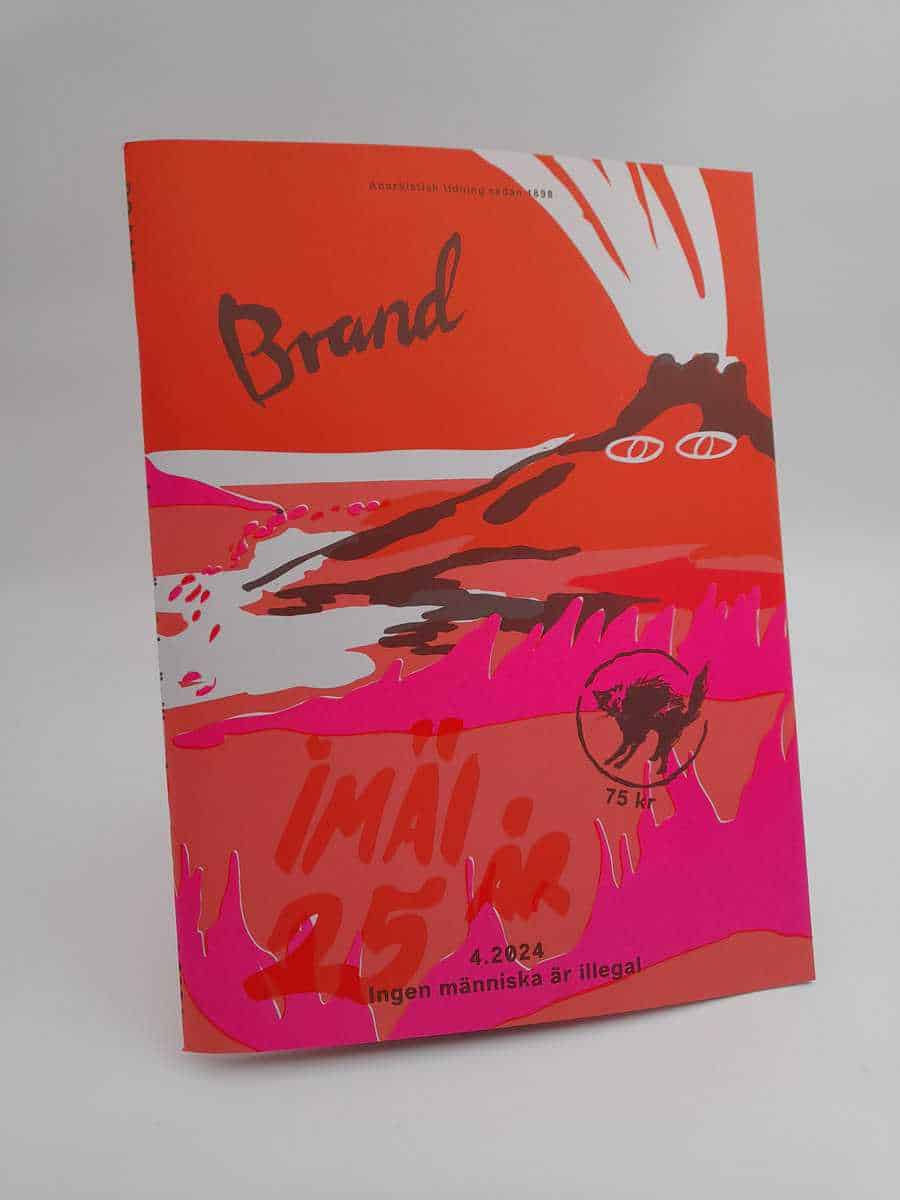 Anarkistisk tidning sedan 1898
Brand
IMÄI
25 ÅR
75 kr
4.2024
Ingen människa är illegal